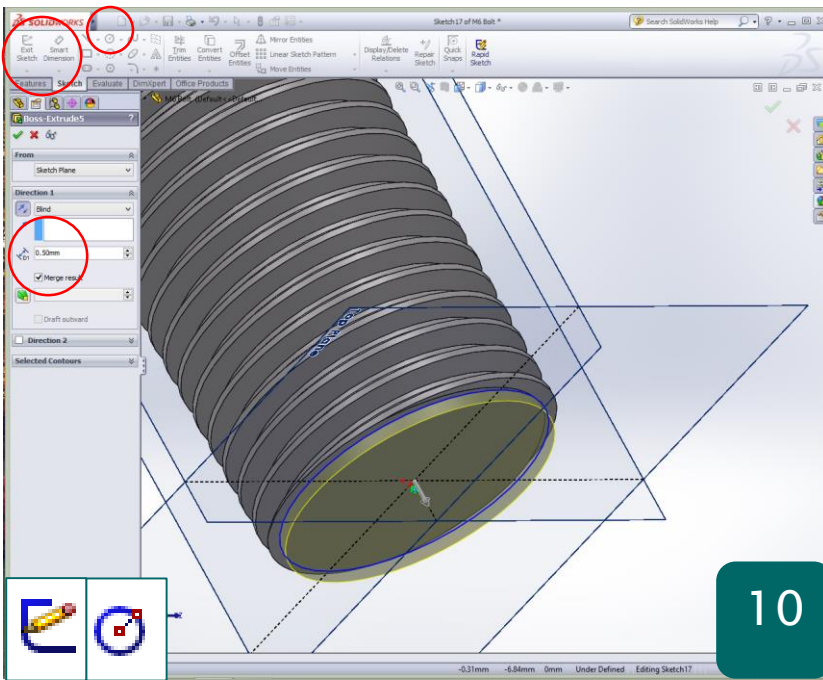 SOLIDWORKS
Sketch17 of M6 Bolt *
Search SolidWorks Help
Exit Sketch
Smart Dimension
Trim Entities
Convert Entities
Offset Entities
Mirror Entities
Linear Sketch Pattern
Move Entities
Display/Delete Relations
Repair Sketch
Quick Snaps
Rapid Sketch
Features Sketch Evaluate DimXpert Office Products
Boss-Extrude5 ?
From
Sketch Plane
Direction 1
Blind
0.50mm
Merge result
Draft outward
Direction 2
Selected Contours
Top Plane
10
-0.31mm -6.84mm 0mm Under Defined Editing Sketch17